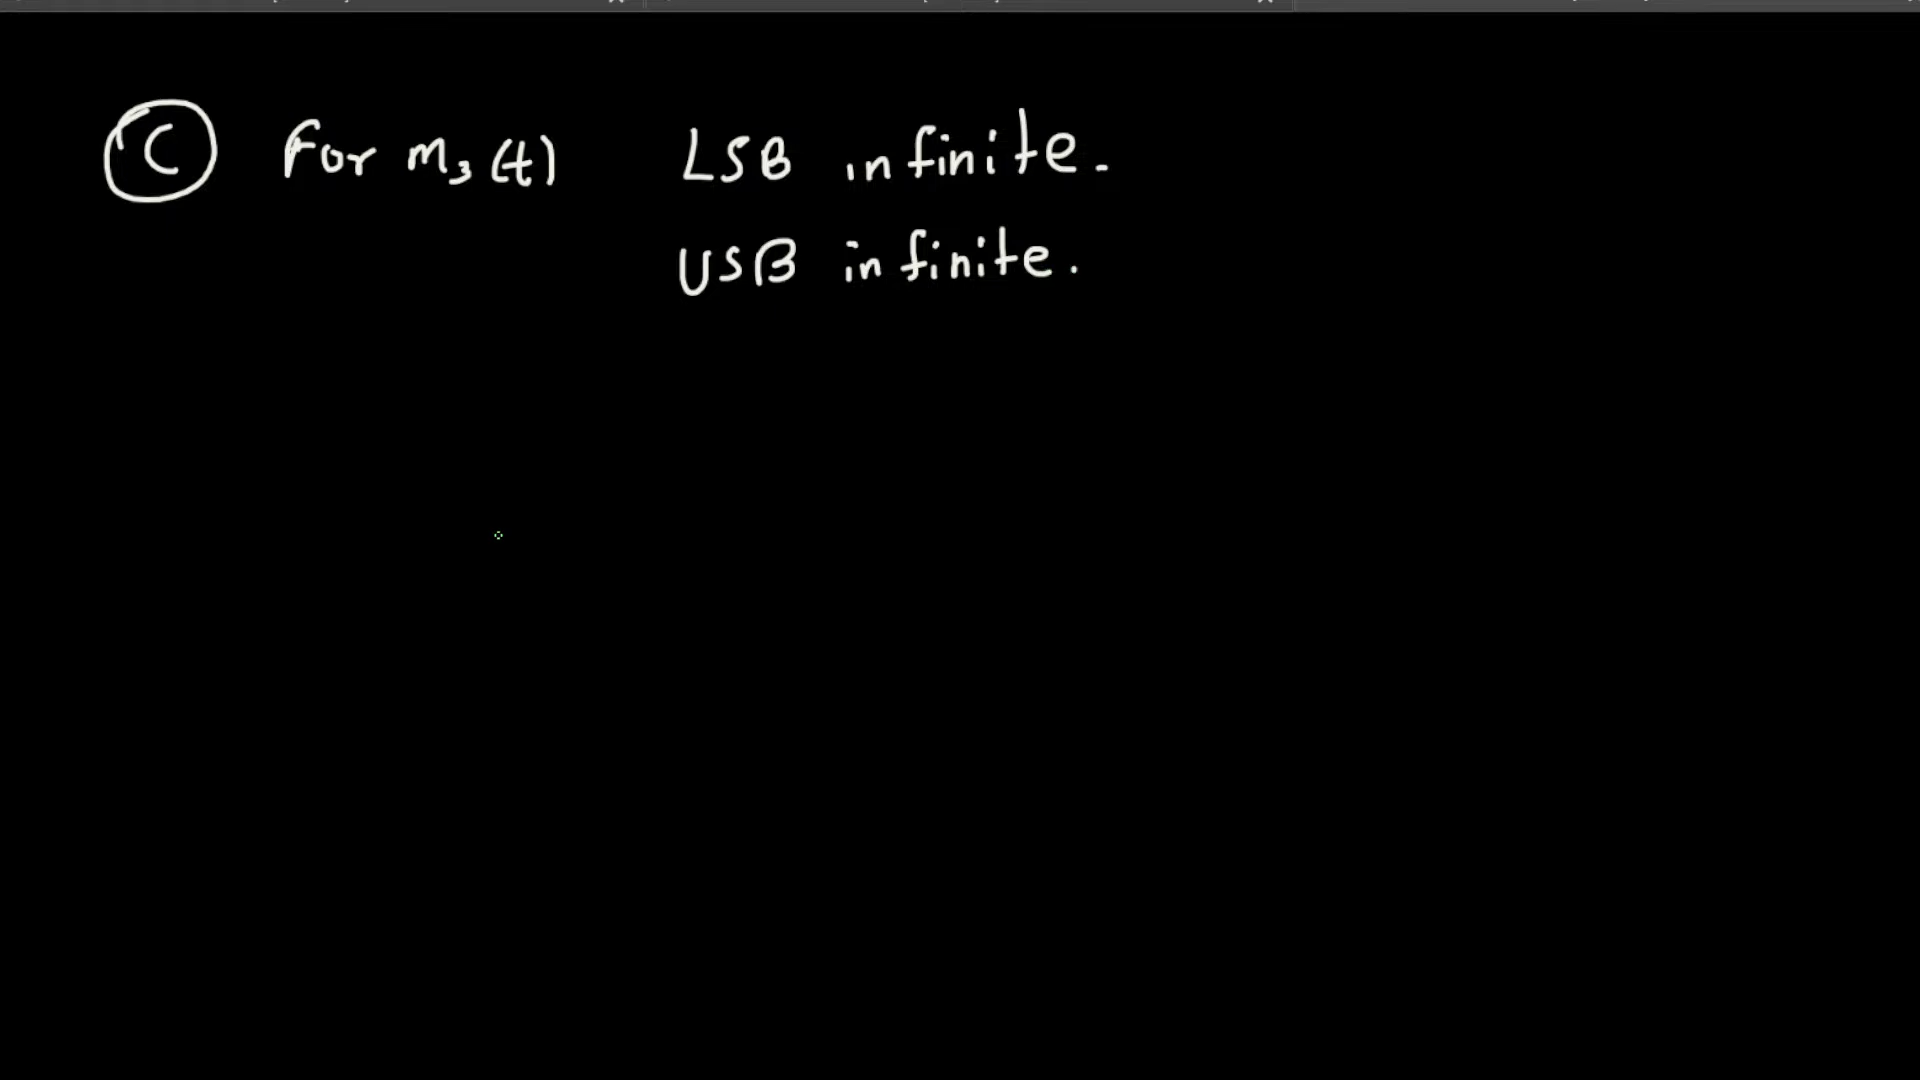 C For m₃(t) LSB infinite.
USB infinite.